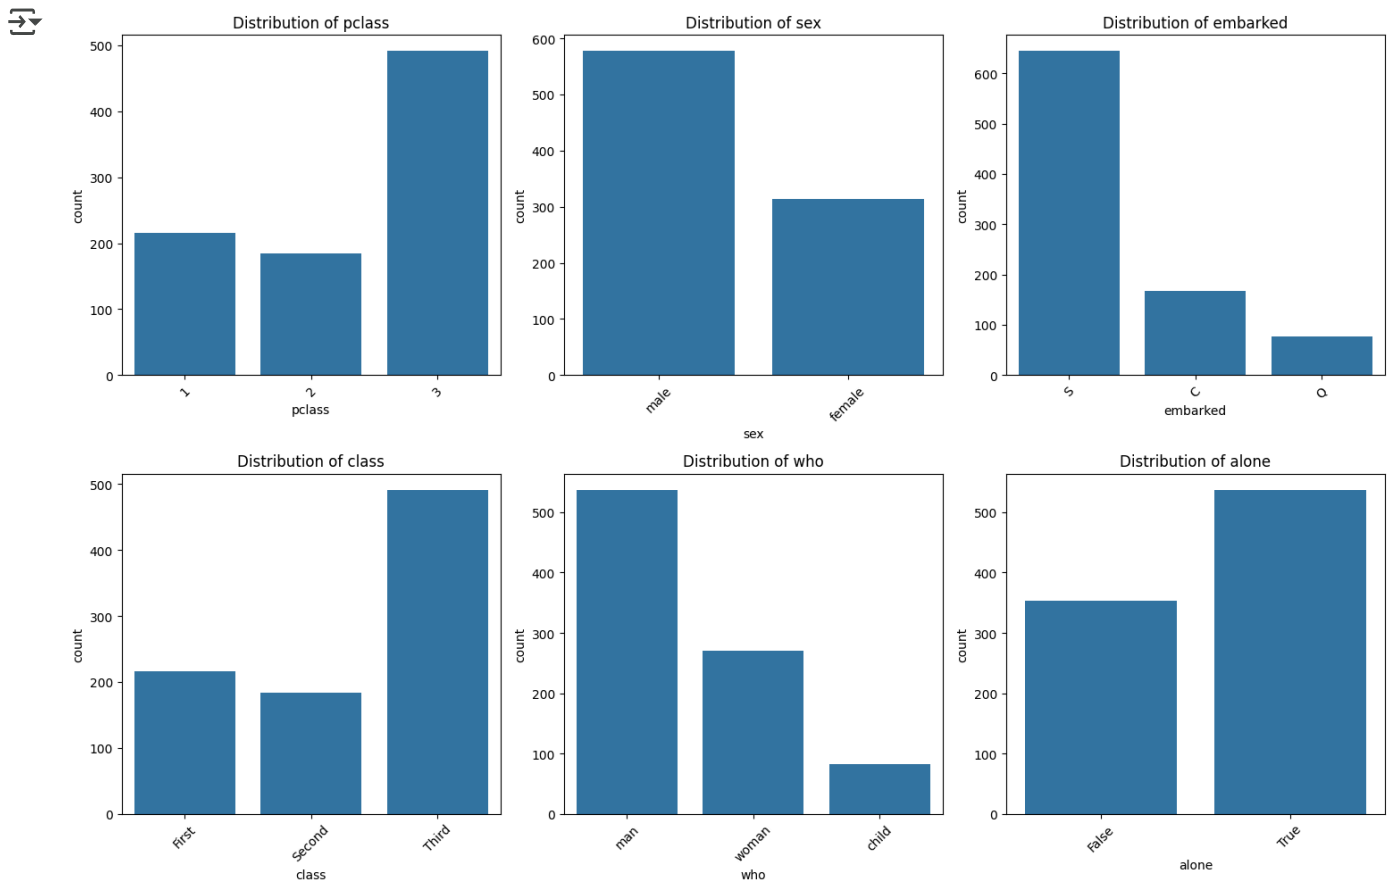 Distribution of pclass
500
400
300
200
100
0
count
1
2
3
pclass
Distribution of sex
600
500
400
300
200
100
0
count
male
female
sex
Distribution of embarked
600
500
400
300
200
100
0
count
S
C
Q
embarked
Distribution of class
500
400
300
200
100
0
count
First
Second
Third
class
Distribution of who
500
400
300
200
100
0
count
man
woman
child
who
Distribution of alone
500
400
300
200
100
0
count
False
True
alone